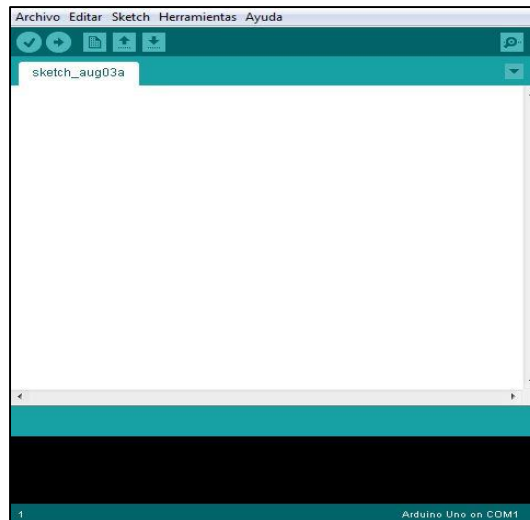 Archivo Editar Sketch Herramientas Ayuda
sketch_aug03a
1 Arduino Uno on COM1